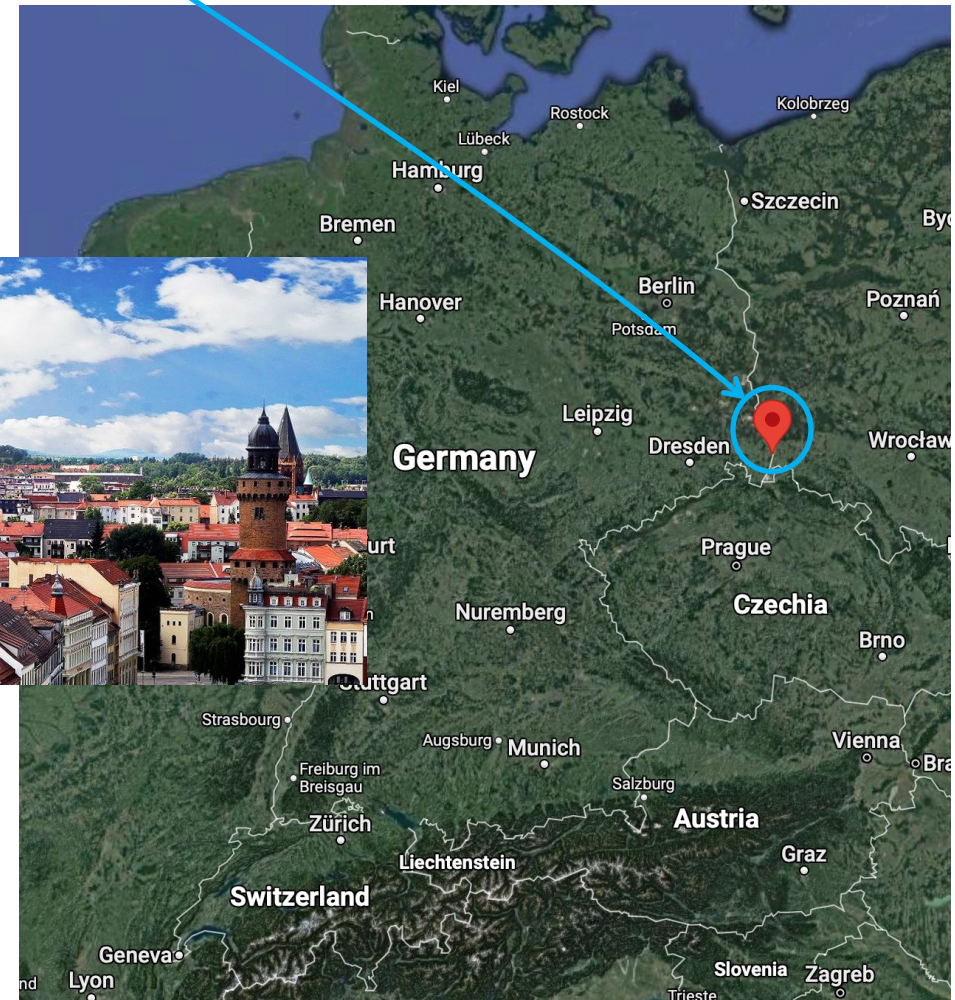 Kiel
Kolobrzeg
Rostock
Lübeck
Hamburg
Szczecin
Byd
Bremen
Berlin
Poznań
Hanover
Potsdam
Leipzig
Dresden
Wrocław
Germany
urt
Prague
Nuremberg
Czechia
Brno
Stuttgart
Strasbourg
Augsburg
Munich
Vienna
Bra
Freiburg im
Breisgau
Salzburg
Zürich
Austria
Graz
Liechtenstein
Switzerland
Geneva
Slovenia
Zagreb
nd
Lyon
Trieste